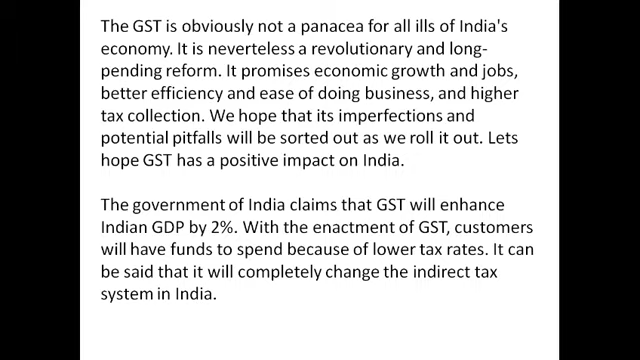 The GST is obviously not a panacea for all ills of India's
economy. It is neverteless a revolutionary and long-
pending reform. It promises economic growth and jobs,
better efficiency and ease of doing business, and higher
tax collection. We hope that its imperfections and
potential pitfalls will be sorted out as we roll it out. Lets
hope GST has a positive impact on India.
The government of India claims that GST will enhance
Indian GDP by 2%. With the enactment of GST, customers
will have funds to spend because of lower tax rates. It can
be said that it will completely change the indirect tax
system in India.